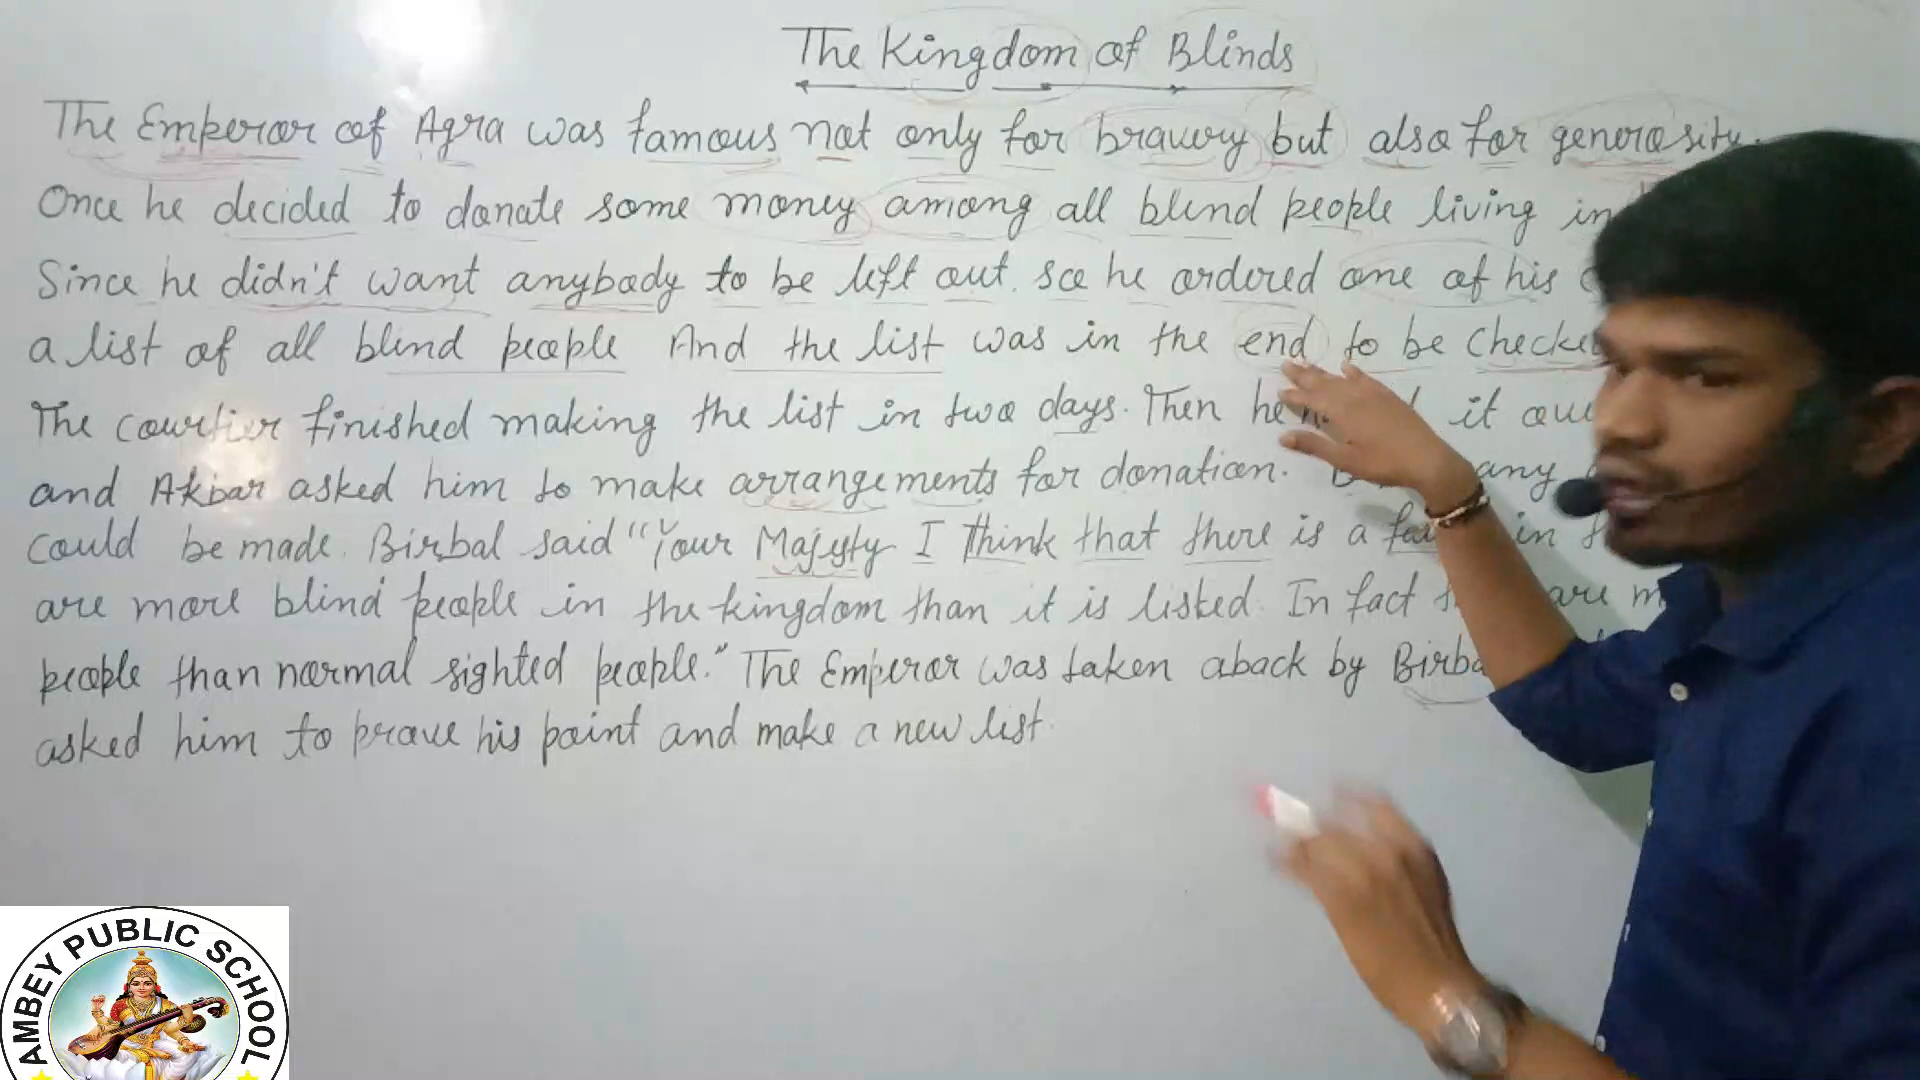 The Kingdom of Blinds
The Emperor of Agra was famous not only for bravery but also for generosity.
Once he decided to donate some money among all blind people living in
Since he didn't want anybody to be left out. so he ordered one of his
a list of all blind people And the list was in the end to be checked
The courtier finished making the list in two days. Then he it
and Akbar asked him to make arrangements for donation. any
could be made. Birbal said "Your Majesty I think that there is a in
are more blind people in the kingdom than it is listed. In fact are
people than normal sighted people." The Emperor was taken aback by
asked him to prove his point and make a new list.
AMBEY PUBLIC SCHOOL